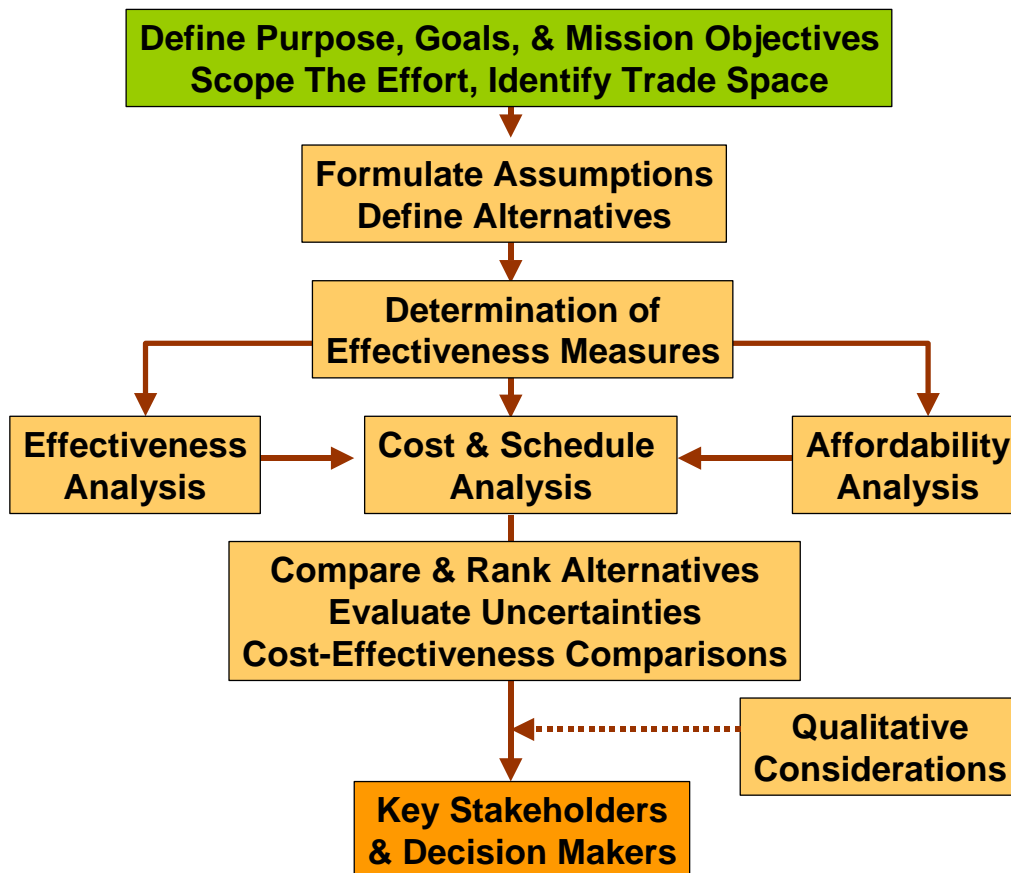 Define Purpose, Goals, & Mission Objectives
Scope The Effort, Identify Trade Space
Formulate Assumptions
Define Alternatives
Determination of
Effectiveness Measures
Effectiveness
Analysis
Cost & Schedule
Analysis
Affordability
Analysis
Compare & Rank Alternatives
Evaluate Uncertainties
Cost-Effectiveness Comparisons
Qualitative
Considerations
Key Stakeholders
& Decision Makers